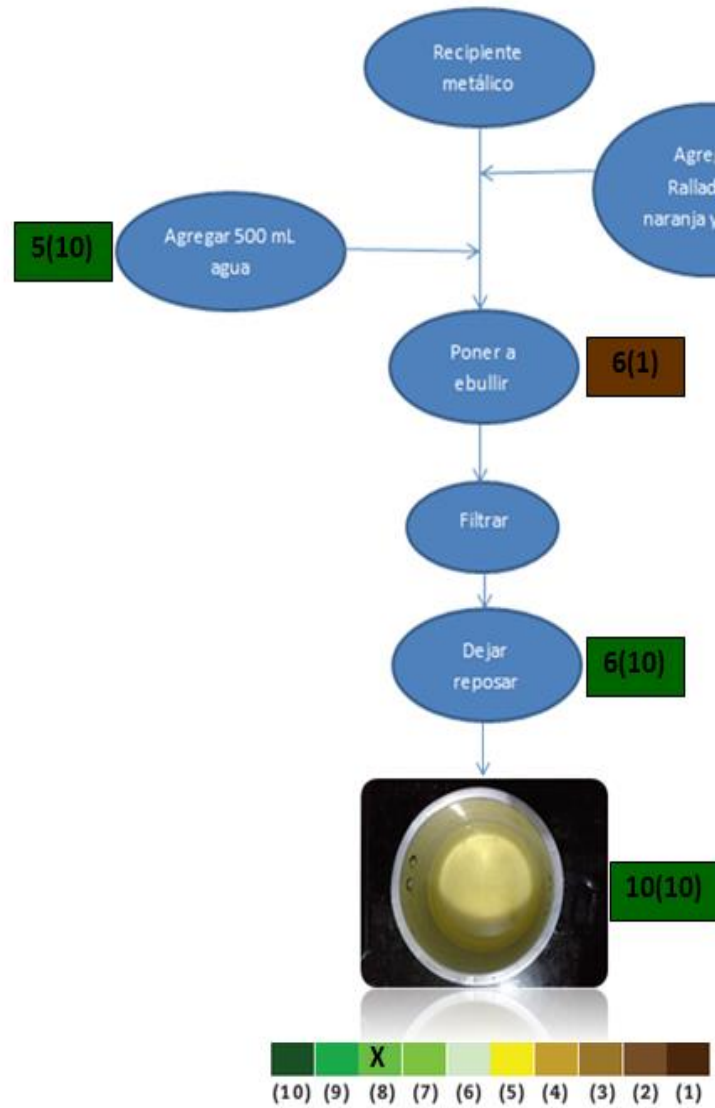 Recipiente
metálico
Rallad
naranja y
5(10)
Agregar 500 mL
agua
Poner a
ebullir
6(1)
Filtrar
Dejar
reposar
6(10)
10(10)
X
(10) (9) (8) (7) (6) (5) (4) (3) (2) (1)